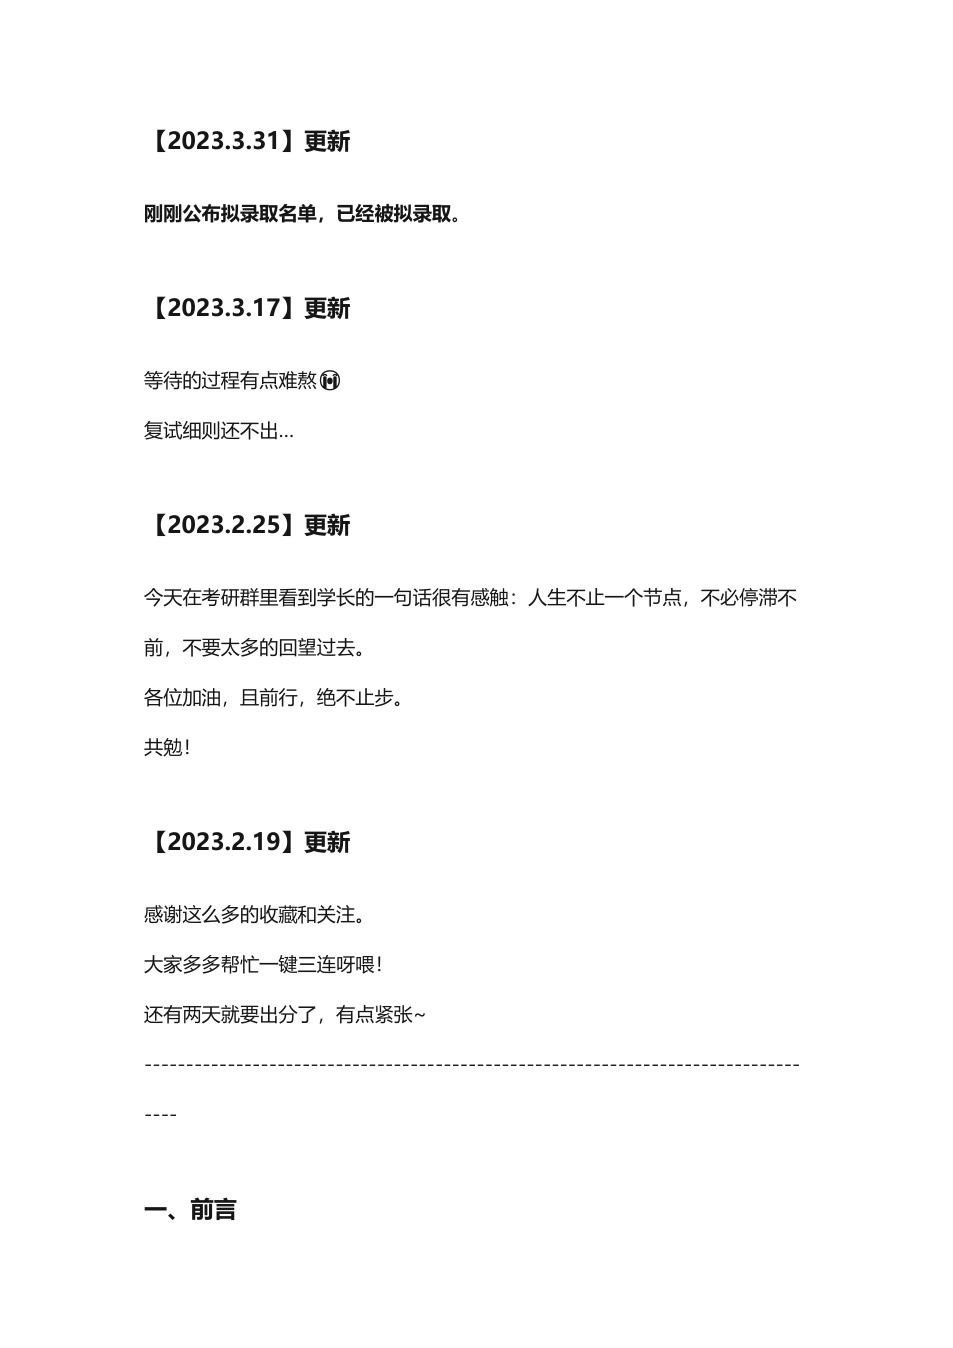 【2023.3.31】更新
刚刚公布拟录取名单，已经被拟录取。
【2023.3.17】更新
等待的过程有点难熬😭
复试细则还不出...
【2023.2.25】更新
今天在考研群里看到学长的一句话很有感触：人生不止一个节点，不必停滞不
前，不要太多的回望过去。
各位加油，且前行，绝不止步。
共勉！
【2023.2.19】更新
感谢这么多的收藏和关注。
大家多多帮忙一键三连呀喂！
还有两天就要出分了，有点紧张~
--------------------------------------------------------------------------------
----
一、前言